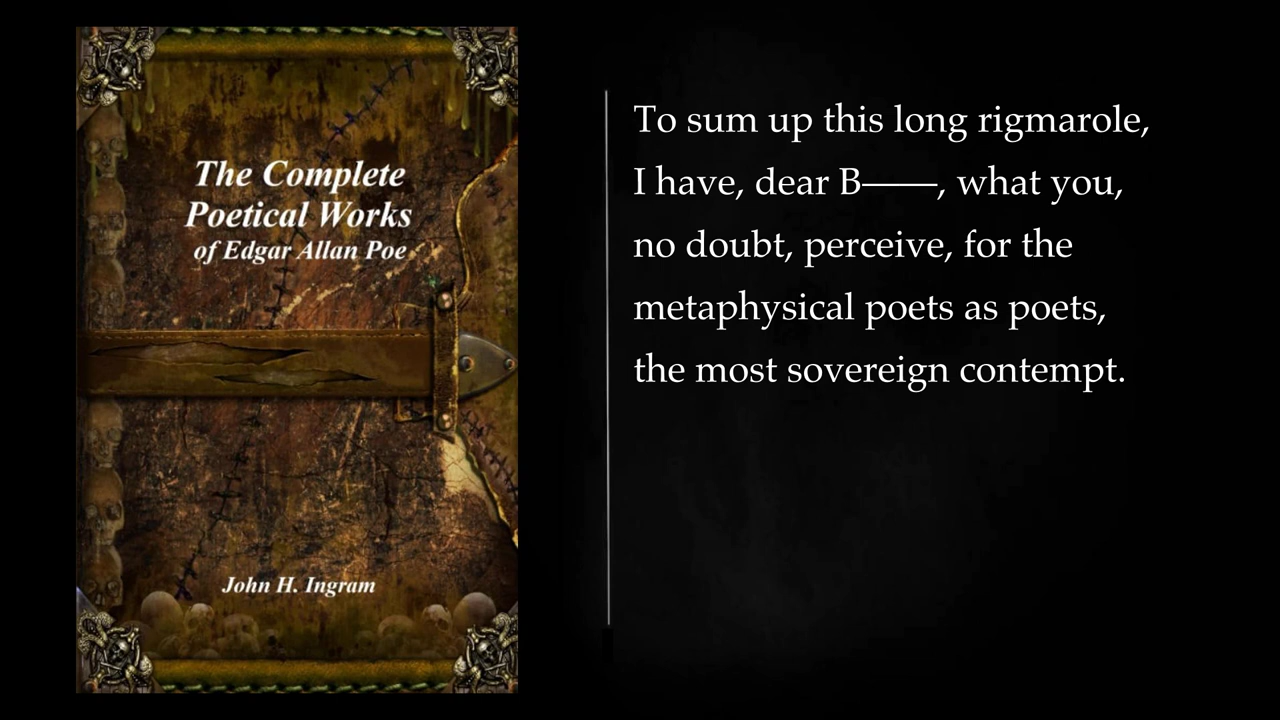 The Complete
Poetical Works
of Edgar Allan Poe
John H. Ingram
To sum up this long rigmarole,
I have, dear B——, what you,
no doubt, perceive, for the
metaphysical poets as poets,
the most sovereign contempt.